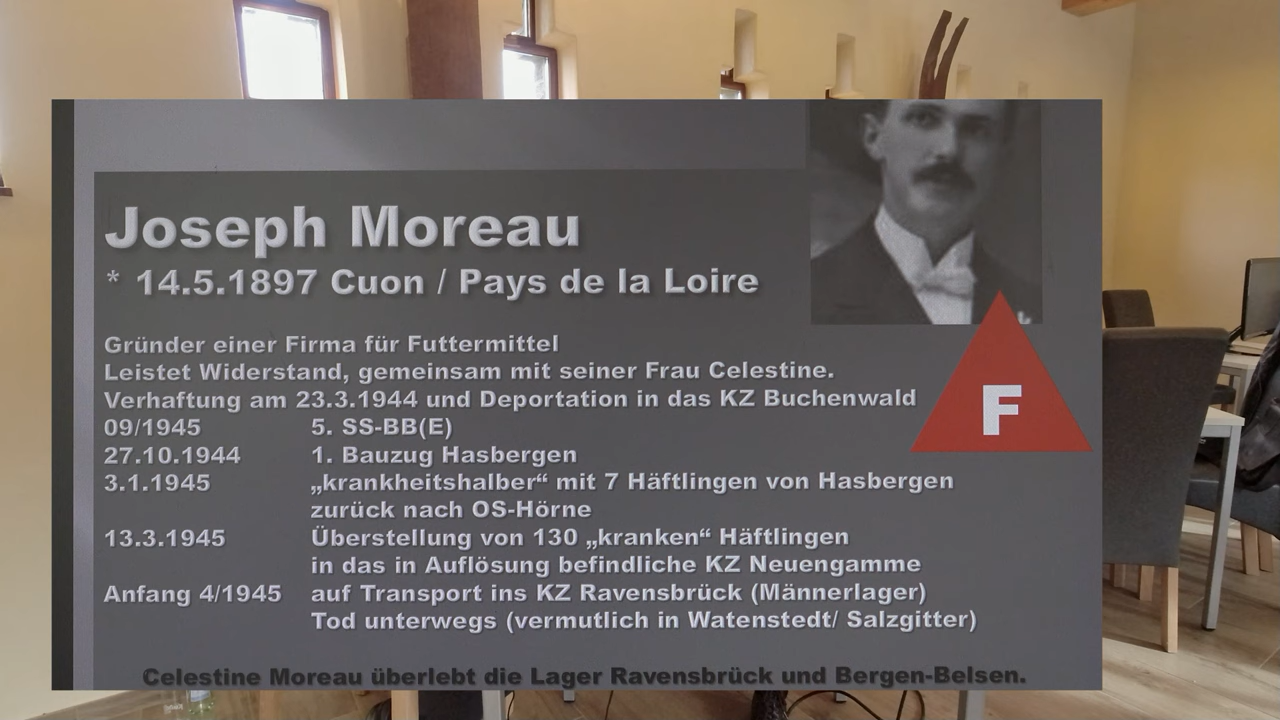 Joseph Moreau
* 14.5.1897 Cuon / Pays de la Loire
Gründer einer Firma für Futtermittel
Leistet Widerstand, gemeinsam mit seiner Frau Celestine.
Verhaftung am 23.3.1944 und Deportation in das KZ Buchenwald
09/1945 5. SS-BB(E)
27.10.1944 1. Bauzug Hasbergen
3.1.1945 „krankheitshalber“ mit 7 Häftlingen von Hasbergen
zurück nach OS-Hörne
13.3.1945 Überstellung von 130 „kranken“ Häftlingen
in das in Auflösung befindliche KZ Neuengamme
Anfang 4/1945 auf Transport ins KZ Ravensbrück (Männerlager)
Tod unterwegs (vermutlich in Watenstedt/ Salzgitter)
Celestine Moreau überlebt die Lager Ravensbrück und Bergen-Belsen.
F